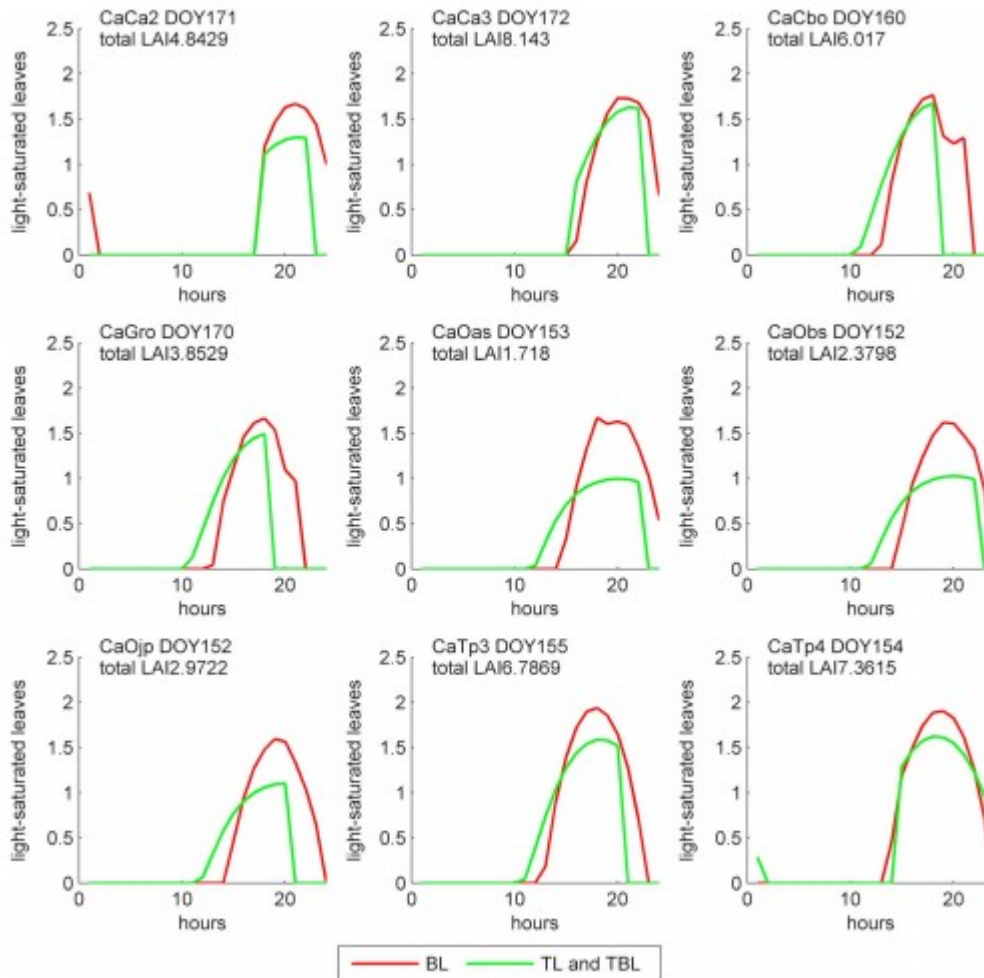 CaCa2 DOY171
total LAI4.8429
light-saturated leaves
2.5
2
1.5
1
0.5
0
0
10
20
hours
CaCa3 DOY172
total LAI8.143
light-saturated leaves
2.5
2
1.5
1
0.5
0
0
10
20
hours
CaCbo DOY160
total LAI6.017
light-saturated leaves
2.5
2
1.5
1
0.5
0
0
10
20
hours
CaGro DOY170
total LAI3.8529
light-saturated leaves
2.5
2
1.5
1
0.5
0
0
10
20
hours
CaOas DOY153
total LAI1.718
light-saturated leaves
2.5
2
1.5
1
0.5
0
0
10
20
hours
CaObs DOY152
total LAI2.3798
light-saturated leaves
2.5
2
1.5
1
0.5
0
0
10
20
hours
CaOjp DOY152
total LAI2.9722
light-saturated leaves
2.5
2
1.5
1
0.5
0
0
10
20
hours
CaTp3 DOY155
total LAI6.7869
light-saturated leaves
2.5
2
1.5
1
0.5
0
0
10
20
hours
CaTp4 DOY154
total LAI7.3615
light-saturated leaves
2.5
2
1.5
1
0.5
0
0
10
20
hours
BL
TL and TBL